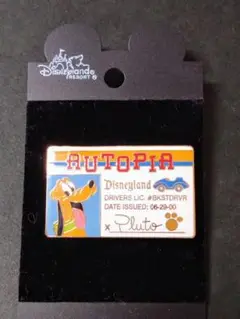 Disneyland
RESORT®
AUTOPIA
Disneyland
DRIVERS LIC. #BKSTDRVR
DATE ISSUED: 06-29-00
x Pluto